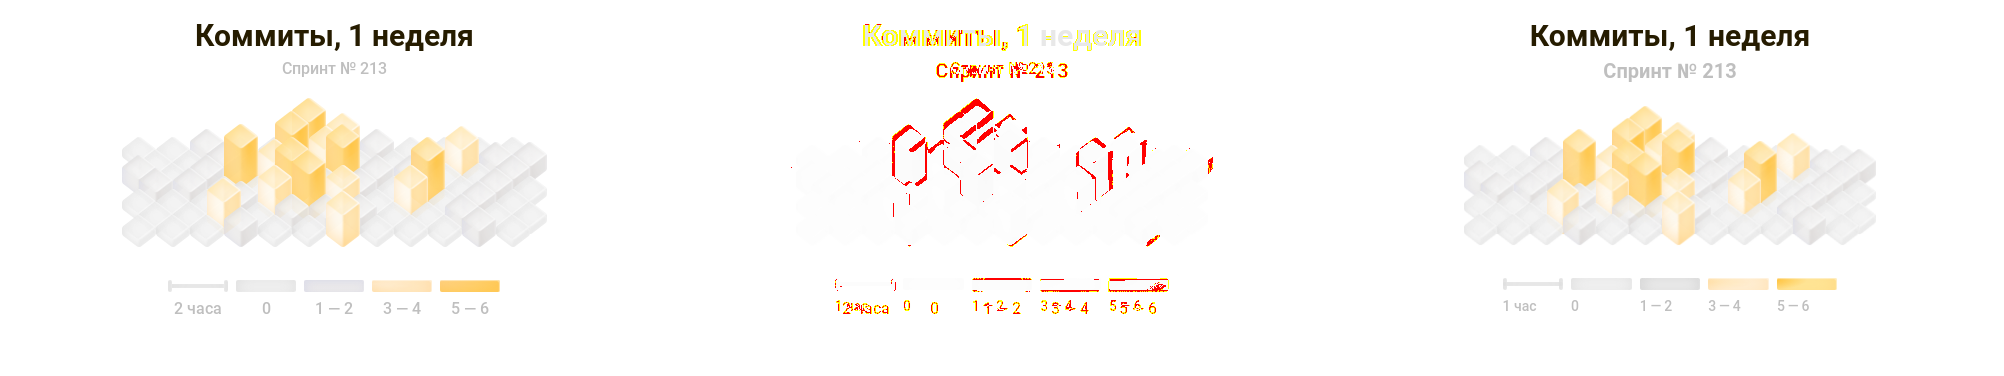 Коммиты, 1 неделя
Спринт № 213
2 часа 0 1 – 2 3 – 4 5 – 6
Коммиты, 1 неделя
Спринт № 213
Коммиты, 1 неделя
Спринт № 213
1 час 0 1 – 2 3 – 4 5 – 6